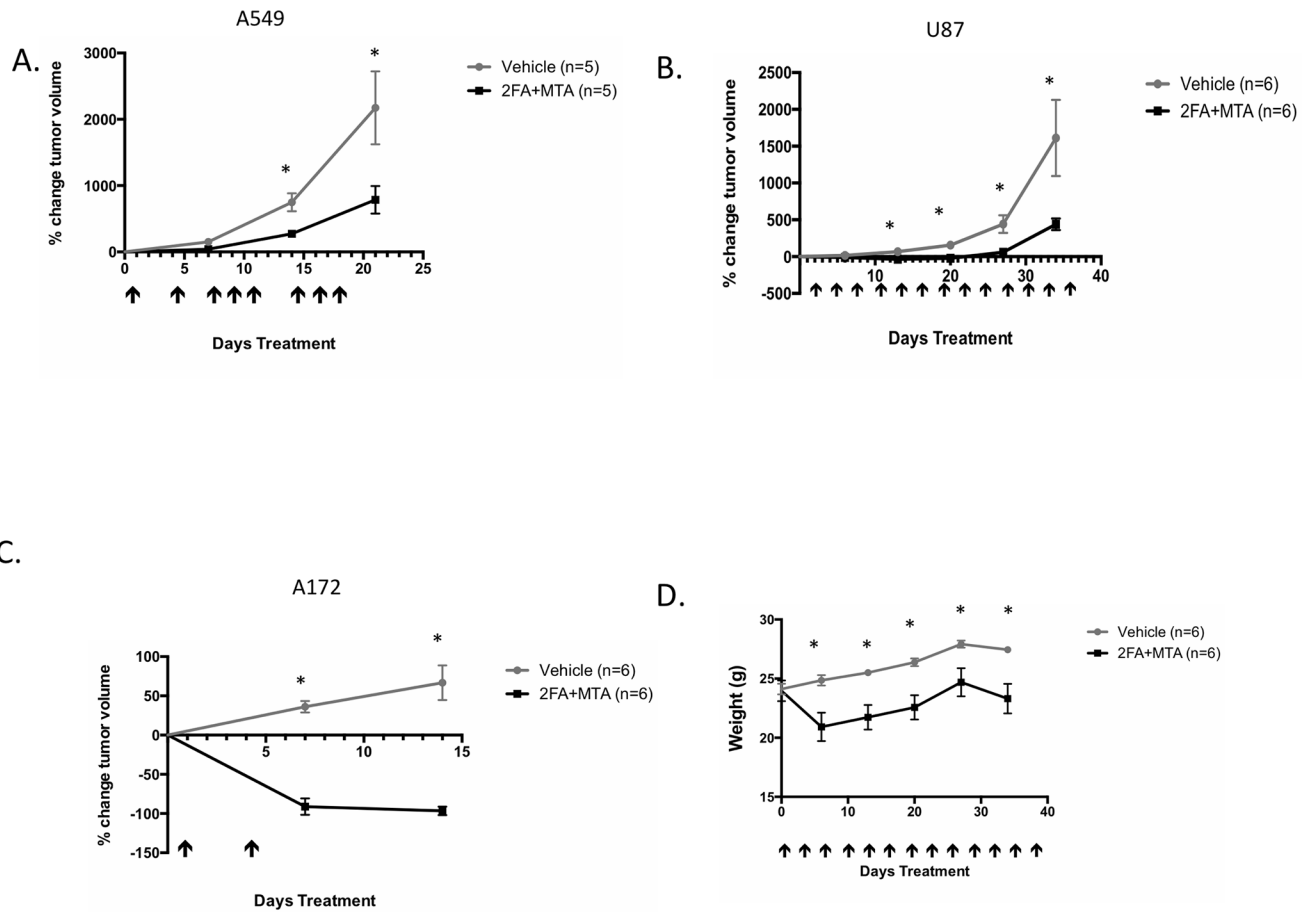 A549
A.
% change tumor volume
3000
2000
1000
0
0 5 10 15 20 25
Days Treatment
Vehicle (n=5)
2FA+MTA (n=5)
*
*
U87
B.
% change tumor volume
2500
2000
1500
1000
500
0
-500
10 20 30 40
Days Treatment
Vehicle (n=6)
2FA+MTA (n=6)
*
*
*
*
C.
A172
% change tumor volume
100
50
0
-50
-100
-150
5 10 15
Days Treatment
Vehicle (n=6)
2FA+MTA (n=6)
*
*
D.
Weight (g)
30
25
20
15
0 10 20 30 40
Days Treatment
Vehicle (n=6)
2FA+MTA (n=6)
*
*
*
*
*